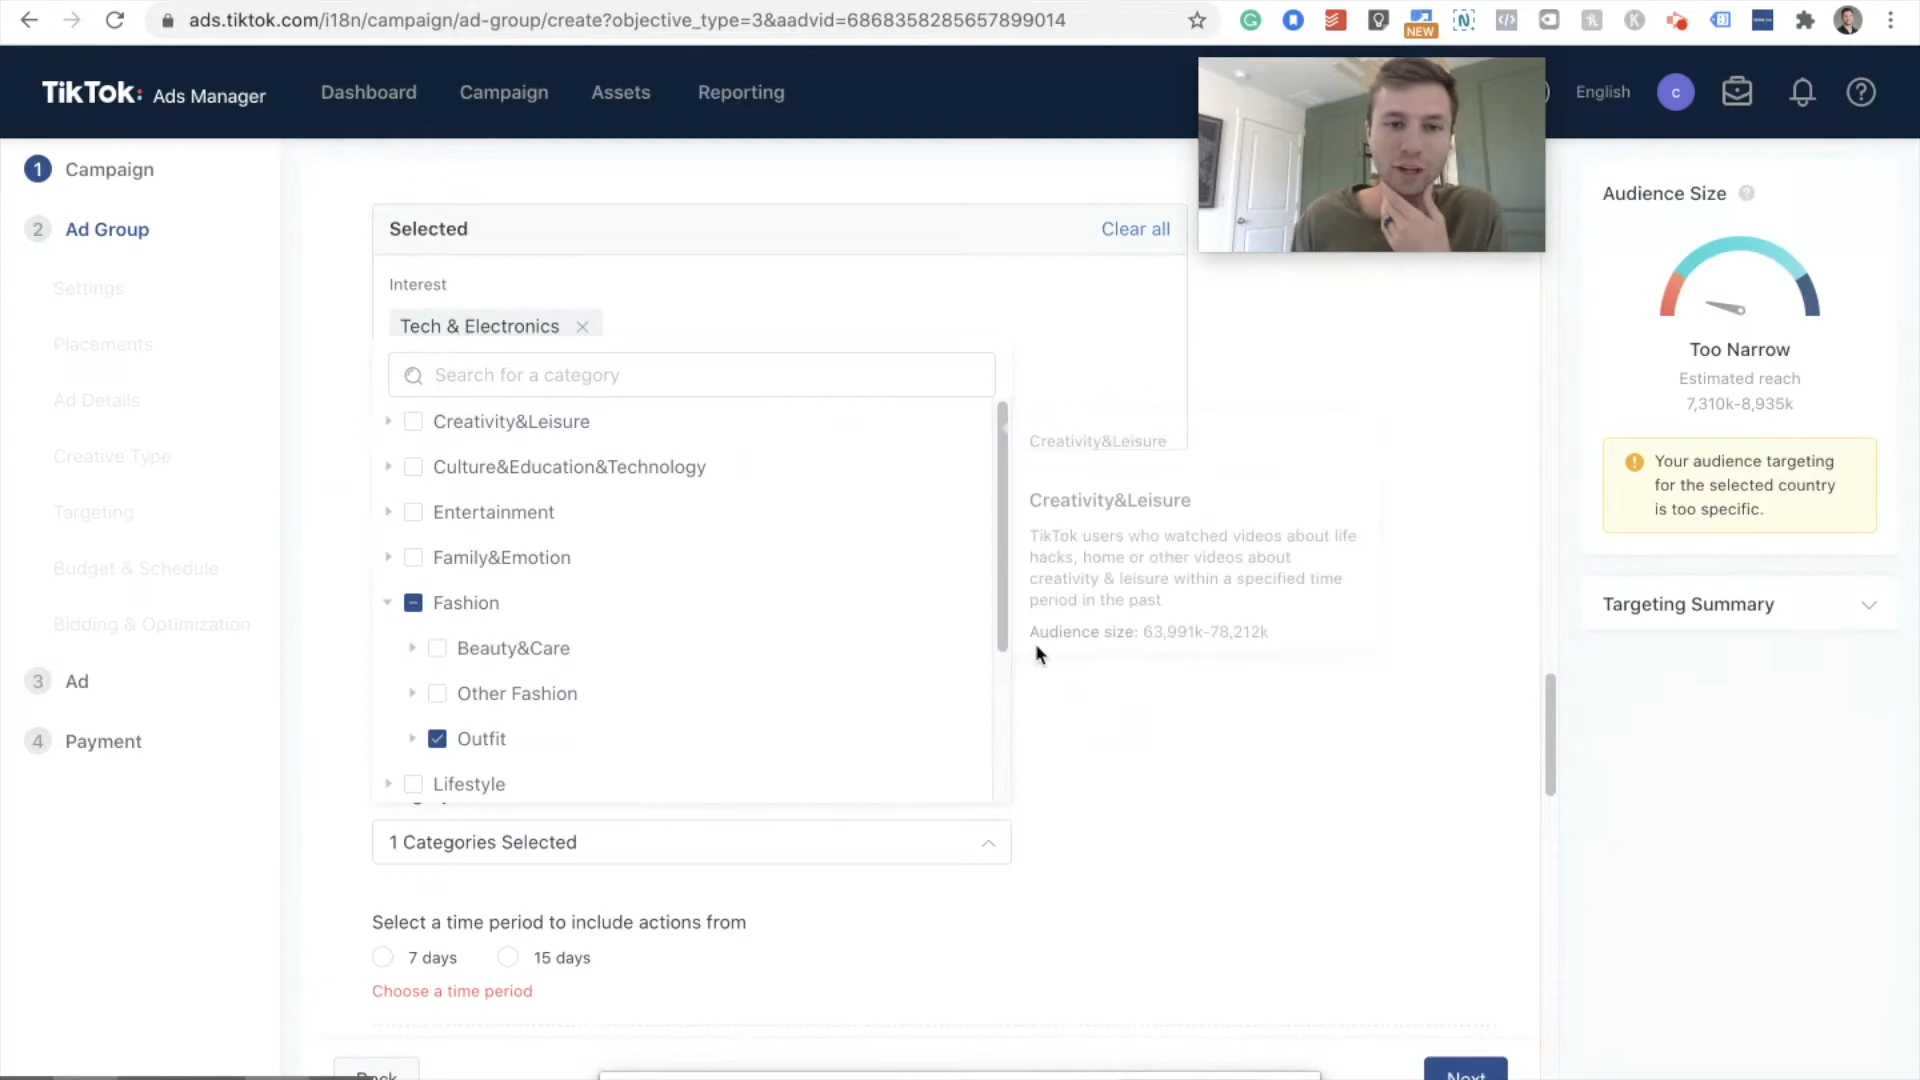 ads.tiktok.com/i18n/campaign/ad-group/create?objective_type=3&aadvid=6868358285657899014
NEW
TikTok: Ads Manager
Dashboard
Campaign
Assets
Reporting
English
C
1 Campaign
2 Ad Group
Settings
Placements
Ad Details
Creative Type
Targeting
Budget & Schedule
Bidding & Optimization
3 Ad
4 Payment
Selected
Clear all
Interest
Tech & Electronics
Search for a category
Creativity&Leisure
Culture&Education&Technology
Entertainment
Family&Emotion
Fashion
Beauty&Care
Other Fashion
Outfit
Lifestyle
Creativity&Leisure
Creativity&Leisure
TikTok users who watched videos about life
hacks, home or other videos about
creativity & leisure within a specified time
period in the past
Audience size: 63,991k-78,212k
1 Categories Selected
Select a time period to include actions from
7 days
15 days
Choose a time period
Back
Next
Audience Size
Too Narrow
Estimated reach
7,310k-8,935k
Your audience targeting
for the selected country
is too specific.
Targeting Summary